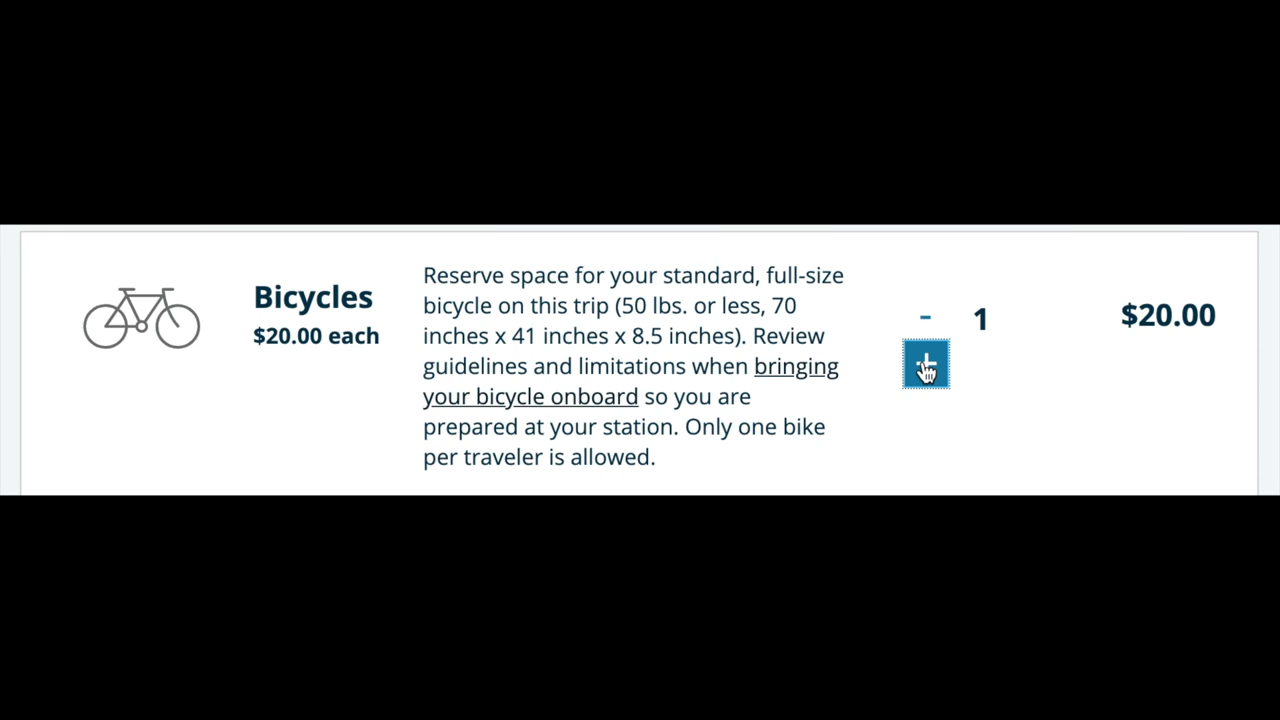 Bicycles
$20.00 each
Reserve space for your standard, full-size
bicycle on this trip (50 lbs. or less, 70
inches x 41 inches x 8.5 inches). Review
guidelines and limitations when bringing
your bicycle onboard so you are
prepared at your station. Only one bike
per traveler is allowed.
- 1
+
$20.00